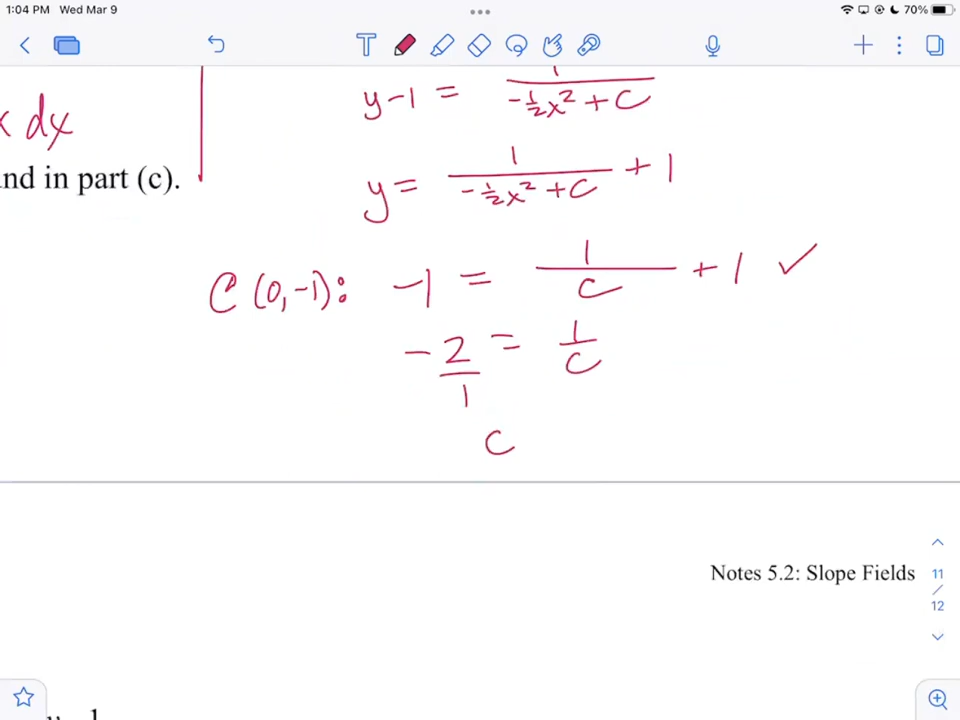 1:04 PM Wed Mar 9
70%
T
y-1 = 1/(-½x² + C)
x dx
nd in part (c).
y = 1/(-½x² + C) + 1
@ (0,-1): -1 = 1/C + 1 ✓
-2/1 = 1/C
C
Notes 5.2: Slope Fields
11
/
12